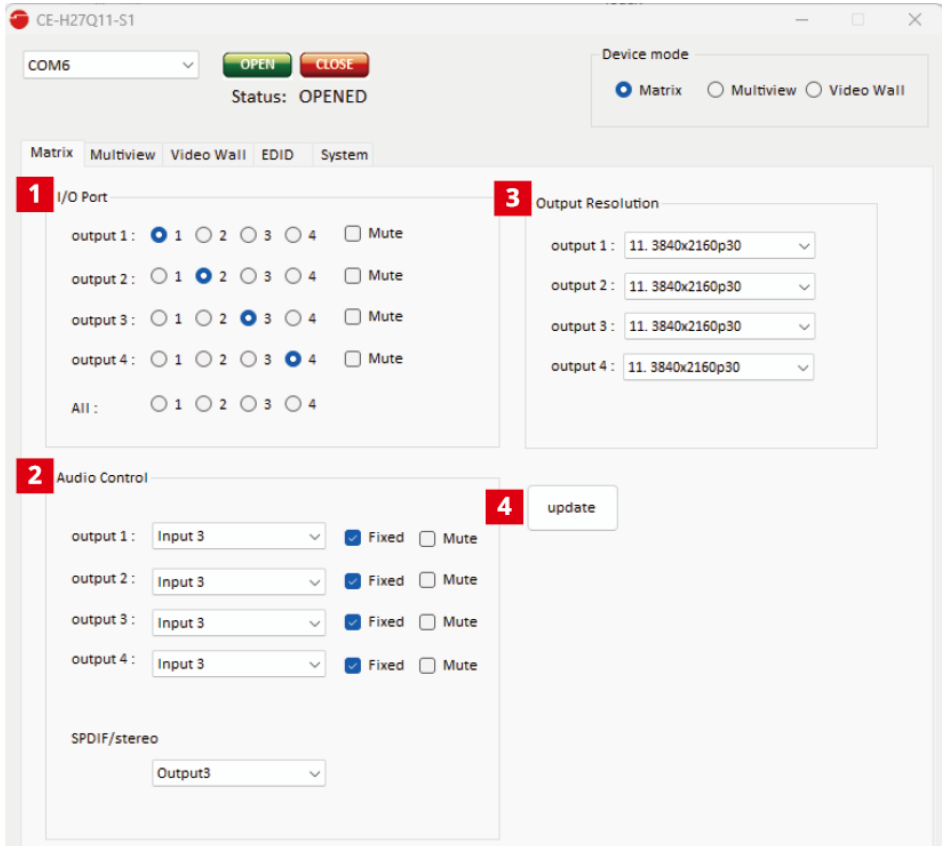 CE-H27Q11-S1
COM6
OPEN
CLOSE
Status: OPENED
Device mode
Matrix Multiview Video Wall
Matrix Multiview Video Wall EDID System
1 I/O Port
output 1 : 1 2 3 4 Mute
output 2 : 1 2 3 4 Mute
output 3 : 1 2 3 4 Mute
output 4 : 1 2 3 4 Mute
All : 1 2 3 4
3 Output Resolution
output 1 : 11. 3840x2160p30
output 2 : 11. 3840x2160p30
output 3 : 11. 3840x2160p30
output 4 : 11. 3840x2160p30
2 Audio Control
output 1 : Input 3 Fixed Mute
output 2 : Input 3 Fixed Mute
output 3 : Input 3 Fixed Mute
output 4 : Input 3 Fixed Mute
SPDIF/stereo
Output3
4 update